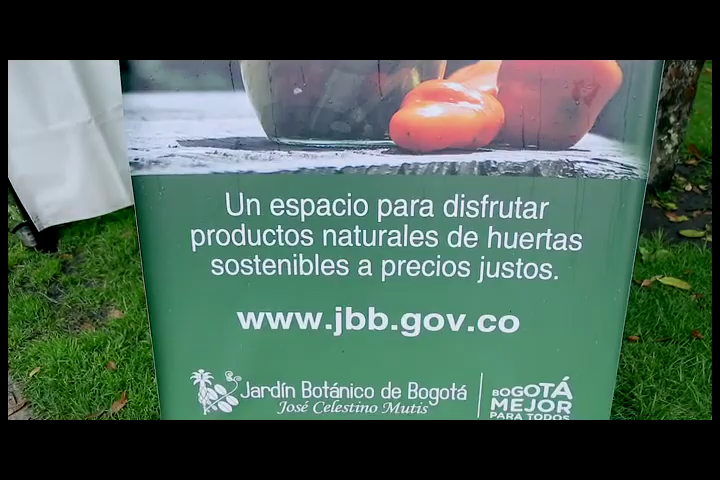 Un espacio para disfrutar
productos naturales de huertas
sostenibles a precios justos.
www.jbb.gov.co
Jardín Botánico de Bogotá
José Celestino Mutis
BOGOTÁ
MEJOR
PARA TODOS